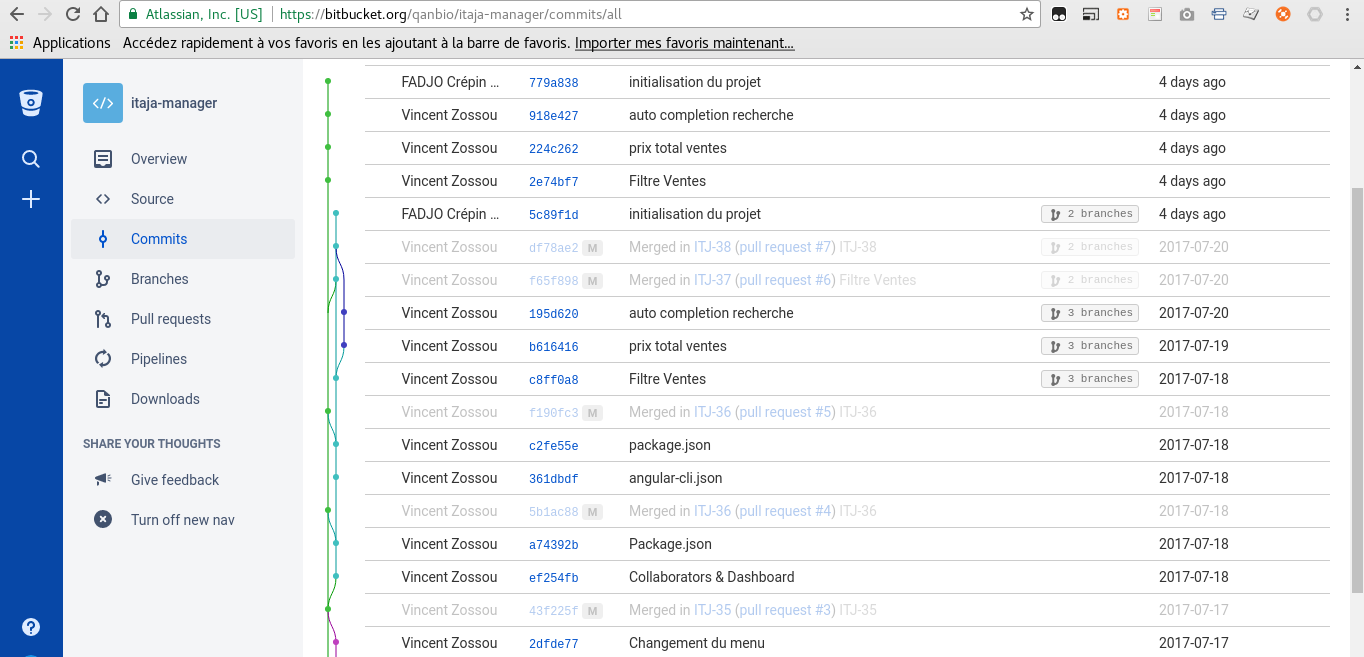 Atlassian, Inc. [US] https://bitbucket.org/qanbio/itaja-manager/commits/all
Applications Accédez rapidement à vos favoris en les ajoutant à la barre de favoris. Importer mes favoris maintenant...
</> itaja-manager
Overview
Source
Commits
Branches
Pull requests
Pipelines
Downloads
SHARE YOUR THOUGHTS
Give feedback
Turn off new nav
FADJO Crépin ... 779a838 initialisation du projet 4 days ago
Vincent Zossou 918e427 auto completion recherche 4 days ago
Vincent Zossou 224c262 prix total ventes 4 days ago
Vincent Zossou 2e74bf7 Filtre Ventes 4 days ago
FADJO Crépin ... 5c89f1d initialisation du projet 2 branches 4 days ago
Vincent Zossou df78ae2 M Merged in ITJ-38 (pull request #7) ITJ-38 2 branches 2017-07-20
Vincent Zossou f65f898 M Merged in ITJ-37 (pull request #6) Filtre Ventes 2 branches 2017-07-20
Vincent Zossou 195d620 auto completion recherche 3 branches 2017-07-20
Vincent Zossou b616416 prix total ventes 3 branches 2017-07-19
Vincent Zossou c8ff0a8 Filtre Ventes 3 branches 2017-07-18
Vincent Zossou f190fc3 M Merged in ITJ-36 (pull request #5) ITJ-36 2017-07-18
Vincent Zossou c2fe55e package.json 2017-07-18
Vincent Zossou 361dbdf angular-cli.json 2017-07-18
Vincent Zossou 5b1ac88 M Merged in ITJ-36 (pull request #4) ITJ-36 2017-07-18
Vincent Zossou a74392b Package.json 2017-07-18
Vincent Zossou ef254fb Collaborators & Dashboard 2017-07-18
Vincent Zossou 43f225f M Merged in ITJ-35 (pull request #3) ITJ-35 2017-07-17
Vincent Zossou 2dfde77 Changement du menu 2017-07-17